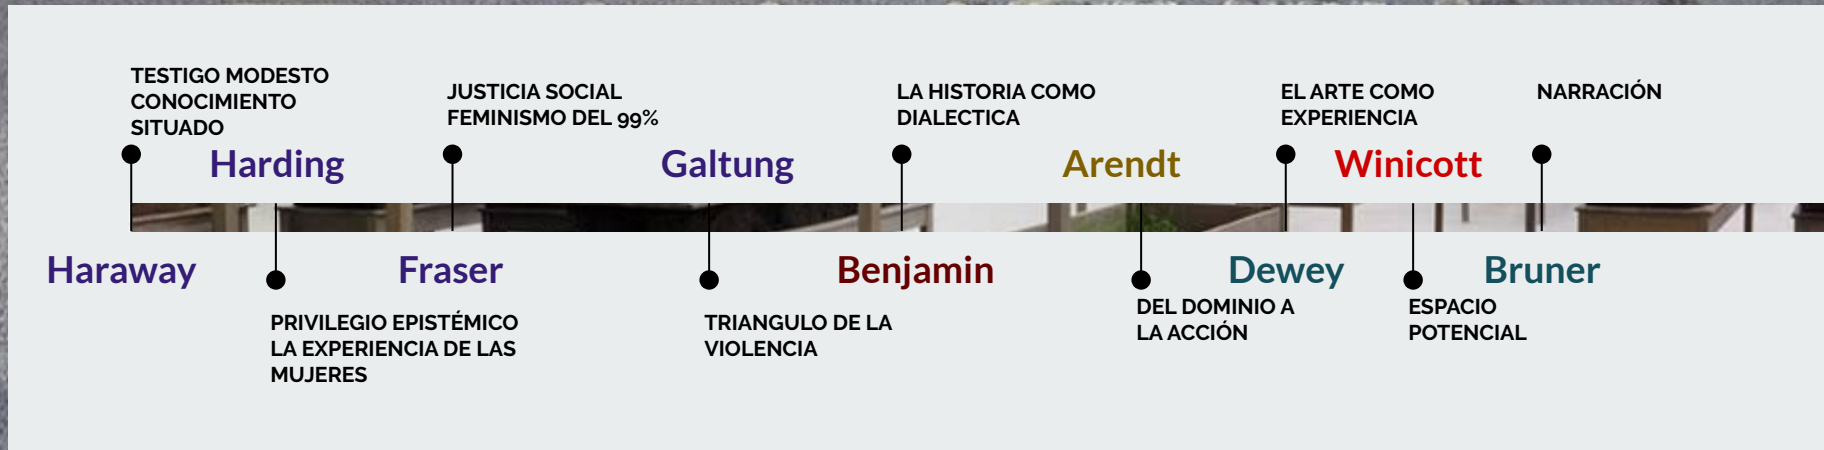 TESTIGO MODESTO
CONOCIMIENTO
SITUADO
Haraway
Harding
PRIVILEGIO EPISTÉMICO
LA EXPERIENCIA DE LAS
MUJERES
JUSTICIA SOCIAL
FEMINISMO DEL 99%
Fraser
Galtung
TRIANGULO DE LA
VIOLENCIA
LA HISTORIA COMO
DIALECTICA
Benjamin
Arendt
DEL DOMINIO A
LA ACCIÓN
EL ARTE COMO
EXPERIENCIA
Dewey
Winicott
ESPACIO
POTENCIAL
NARRACIÓN
Bruner